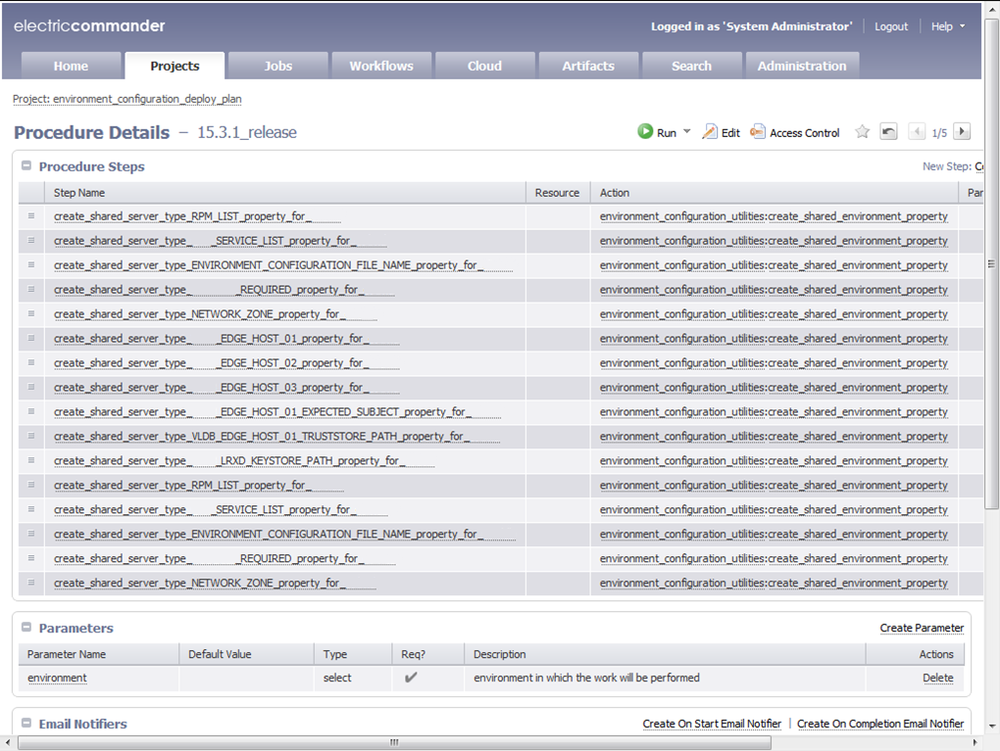 electriccommander
Logged in as 'System Administrator' Logout Help
Home Projects Jobs Workflows Cloud Artifacts Search Administration
Project: environment_configuration_deploy_plan
Procedure Details – 15.3.1_release Run Edit Access Control 1/5
Procedure Steps New Step:
Step Name Resource Action Par
create_shared_server_type_RPM_LIST_property_for_ environment_configuration_utilities:create_shared_environment_property
create_shared_server_type_ _SERVICE_LIST_property_for_ environment_configuration_utilities:create_shared_environment_property
create_shared_server_type_ENVIRONMENT_CONFIGURATION_FILE_NAME_property_for_ environment_configuration_utilities:create_shared_environment_property
create_shared_server_type_ _REQUIRED_property_for_ environment_configuration_utilities:create_shared_environment_property
create_shared_server_type_NETWORK_ZONE_property_for_ environment_configuration_utilities:create_shared_environment_property
create_shared_server_type_ _EDGE_HOST_01_property_for_ environment_configuration_utilities:create_shared_environment_property
create_shared_server_type_ _EDGE_HOST_02_property_for_ environment_configuration_utilities:create_shared_environment_property
create_shared_server_type_ _EDGE_HOST_03_property_for_ environment_configuration_utilities:create_shared_environment_property
create_shared_server_type_ _EDGE_HOST_01_EXPECTED_SUBJECT_property_for_ environment_configuration_utilities:create_shared_environment_property
create_shared_server_type_VLDB_EDGE_HOST_01_TRUSTSTORE_PATH_property_for_ environment_configuration_utilities:create_shared_environment_property
create_shared_server_type_ _LRXD_KEYSTORE_PATH_property_for_ environment_configuration_utilities:create_shared_environment_property
create_shared_server_type_RPM_LIST_property_for_ environment_configuration_utilities:create_shared_environment_property
create_shared_server_type_ _SERVICE_LIST_property_for_ environment_configuration_utilities:create_shared_environment_property
create_shared_server_type_ENVIRONMENT_CONFIGURATION_FILE_NAME_property_for_ environment_configuration_utilities:create_shared_environment_property
create_shared_server_type_ _REQUIRED_property_for_ environment_configuration_utilities:create_shared_environment_property
create_shared_server_type_NETWORK_ZONE_property_for_ environment_configuration_utilities:create_shared_environment_property
Parameters Create Parameter
Parameter Name Default Value Type Req? Description Actions
environment select ✔ environment in which the work will be performed Delete
Email Notifiers Create On Start Email Notifier | Create On Completion Email Notifier